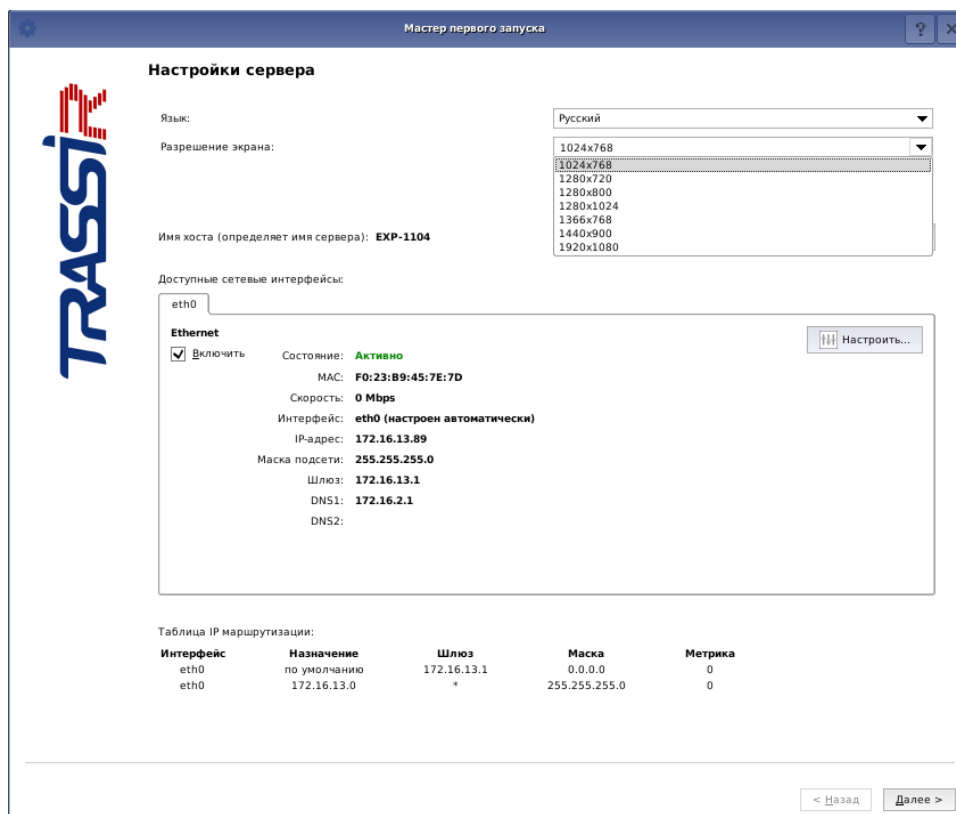 Мастер первого запуска
?
TRASSIR
Настройки сервера
Язык:
Русский
Разрешение экрана:
1024x768
1024x768
1280x720
1280x800
1280x1024
1366x768
1440x900
1920x1080
Имя хоста (определяет имя сервера): EXP-1104
Доступные сетевые интерфейсы:
eth0
Ethernet
Настроить...
Включить
Состояние: Активно
MAC: F0:23:B9:45:7E:7D
Скорость: 0 Mbps
Интерфейс: eth0 (настроен автоматически)
IP-адрес: 172.16.13.89
Маска подсети: 255.255.255.0
Шлюз: 172.16.13.1
DNS1: 172.16.2.1
DNS2:
Таблица IP маршрутизации:
Интерфейс Назначение Шлюз Маска Метрика
eth0 по умолчанию 172.16.13.1 0.0.0.0 0
eth0 172.16.13.0 * 255.255.255.0 0
< Назад Далее >